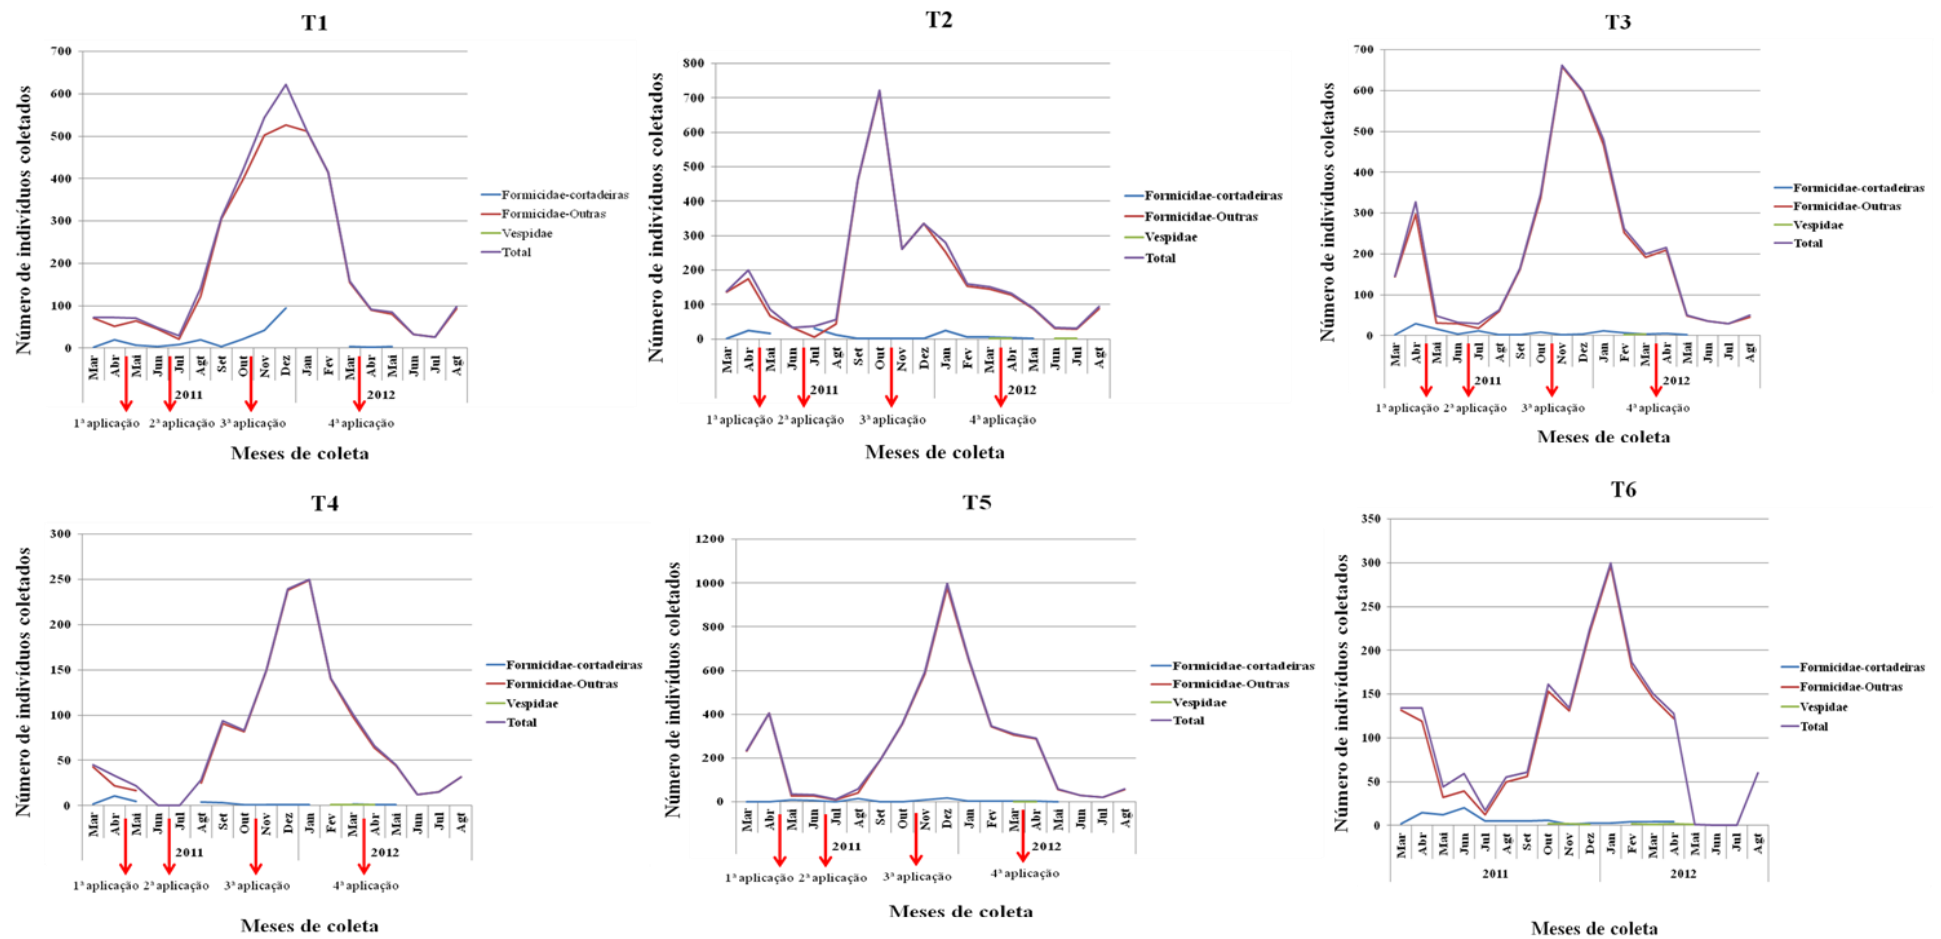 T1
Número de indivíduos coletados
700
600
500
400
300
200
100
0
Mar Abr Mai Jun Jul Agt Set Out Nov Dez Jan Fev Mar Abr Mai Jun Jul Agt
2011 2012
1ª aplicação 2ª aplicação 3ª aplicação 4ª aplicação
Meses de coleta
Formicidae-cortadeiras
Formicidae-Outras
Vespidae
Total
T2
Número de indivíduos coletados
800
700
600
500
400
300
200
100
0
Mar Abr Mai Jun Jul Agt Set Out Nov Dez Jan Fev Mar Abr Mai Jun Jul Agt
2011 2012
1ª aplicação 2ª aplicação 3ª aplicação 4ª aplicação
Meses de coleta
Formicidae-cortadeiras
Formicidae-Outras
Vespidae
Total
T3
Número de indivíduos coletados
700
600
500
400
300
200
100
0
Mar Abr Mai Jun Jul Agt Set Out Nov Dez Jan Fev Mar Abr Mai Jun Jul Agt
2011 2012
1ª aplicação 2ª aplicação 3ª aplicação 4ª aplicação
Meses de coleta
Formicidae-cortadeiras
Formicidae-Outras
Vespidae
Total
T4
Número de indivíduos coletados
300
250
200
150
100
50
0
Mar Abr Mai Jun Jul Agt Set Out Nov Dez Jan Fev Mar Abr Mai Jun Jul Agt
2011 2012
1ª aplicação 2ª aplicação 3ª aplicação 4ª aplicação
Meses de coleta
Formicidae-cortadeiras
Formicidae-Outras
Vespidae
Total
T5
Número de indivíduos coletados
1200
1000
800
600
400
200
0
Mar Abr Mai Jun Jul Agt Set Out Nov Dez Jan Fev Mar Abr Mai Jun Jul Agt
2011 2012
1ª aplicação 2ª aplicação 3ª aplicação 4ª aplicação
Meses de coleta
Formicidae-cortadeiras
Formicidae-Outras
Vespidae
Total
T6
Número de indivíduos coletados
350
300
250
200
150
100
50
0
Mar Abr Mai Jun Jul Agt Set Out Nov Dez Jan Fev Mar Abr Mai Jun Jul Agt
2011 2012
Meses de coleta
Formicidae-cortadeiras
Formicidae-Outras
Vespidae
Total